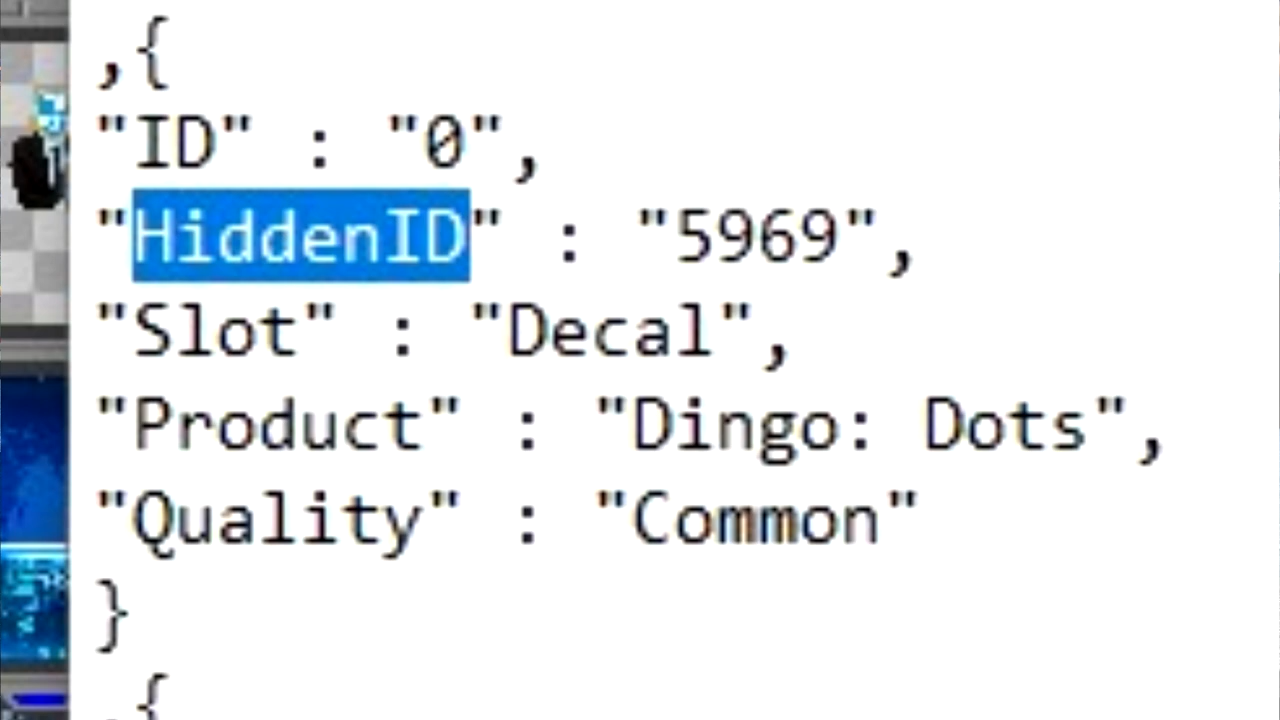 ,{
"ID" : "0",
"HiddenID" : "5969",
"Slot" : "Decal",
"Product" : "Dingo: Dots",
"Quality" : "Common"
}
,{